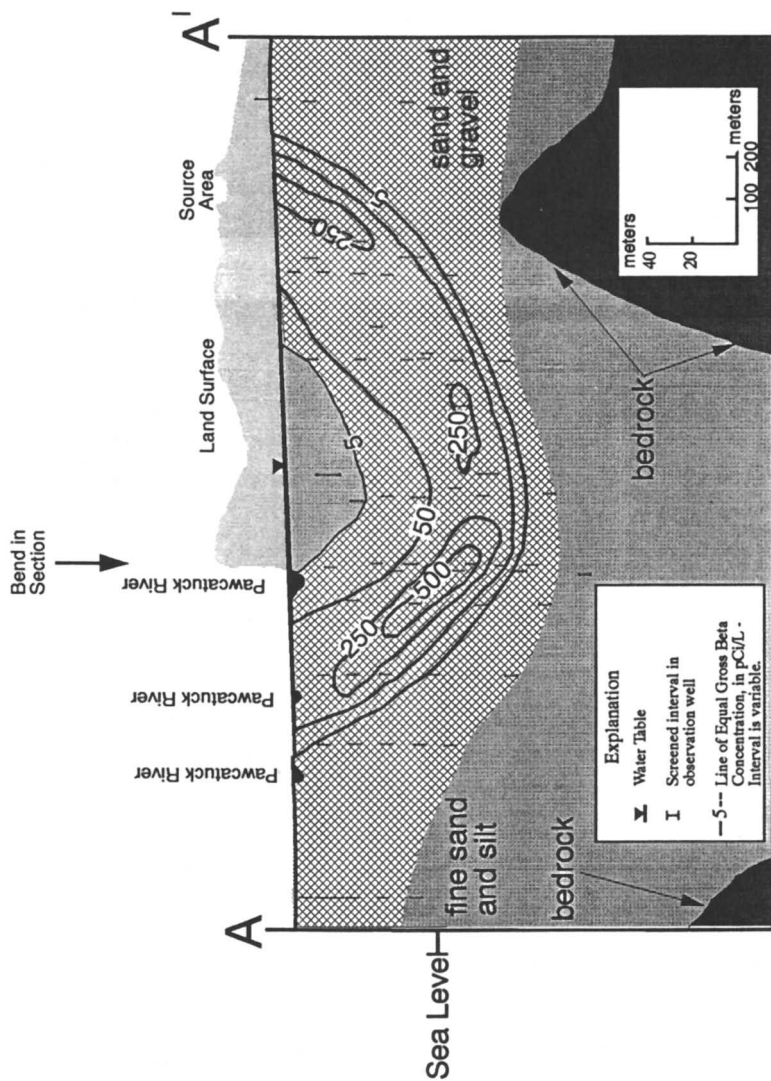 Bend in
Section
Pawcatuck River
Pawcatuck River
Pawcatuck River
Land Surface
Source
Area
A
A'
Sea Level
5
50
250
500
250
250
5
sand and
gravel
fine sand
and silt
bedrock
bedrock
Explanation
Water Table
Screened interval in
observation well
—5-- Line of Equal Gross Beta
Concentration, in pCi/L -
Interval is variable.
meters
40
20
100 200
meters